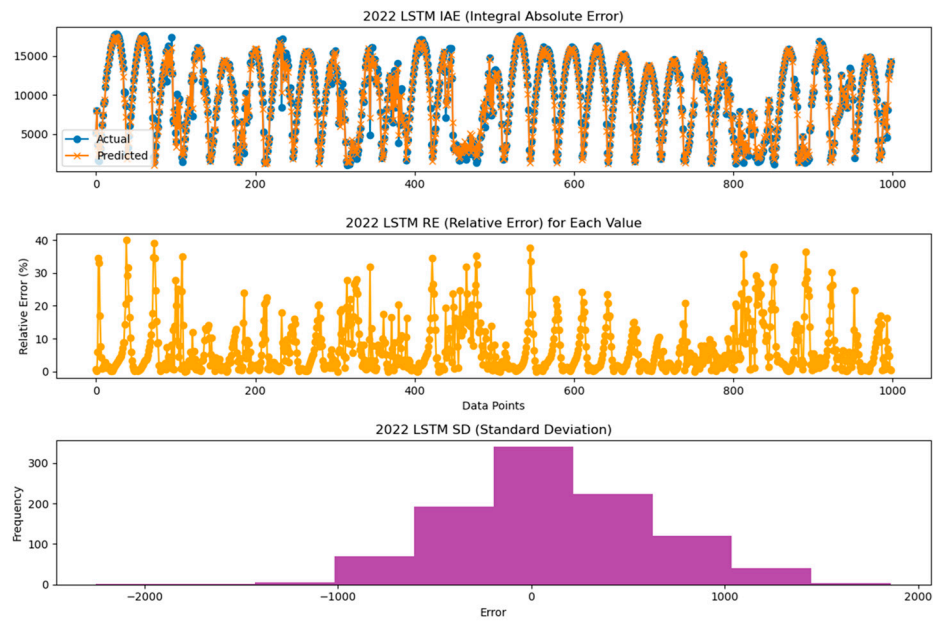 2022 LSTM IAE (Integral Absolute Error)
15000
10000
5000
Actual
Predicted
0 200 400 600 800 1000
2022 LSTM RE (Relative Error) for Each Value
Relative Error (%)
40
30
20
10
0
0 200 400 600 800 1000
Data Points
2022 LSTM SD (Standard Deviation)
Frequency
300
200
100
0
−2000 −1000 0 1000 2000
Error